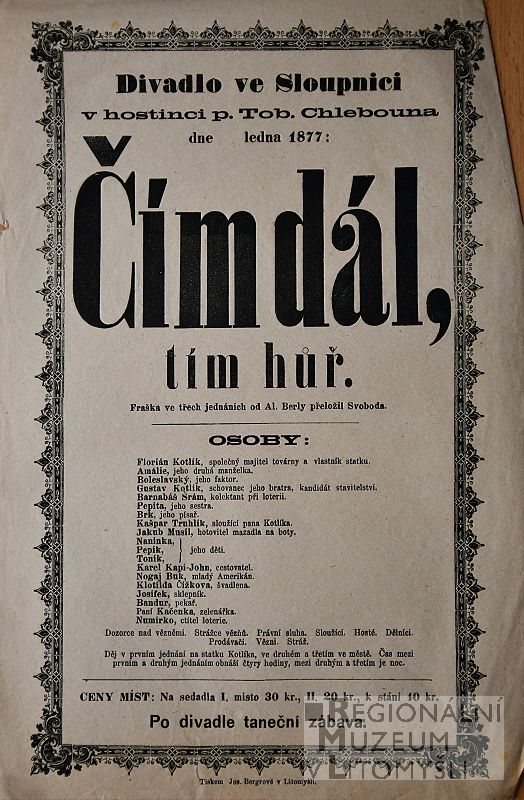 Divadlo ve Sloupnici
v hostinci p. Tob. Chlebouna
dne ledna 1877:
Čím dál,
tím hůř.
Fraška ve třech jednáních od Al. Berly přeložil Svoboda.
OSOBY:
Florián Kotlík, společný majitel továrny a vlastník statku.
Amálie, jeho druhá manželka.
Boleslavský, jeho faktor.
Gustav Kotlík, schovanec jeho bratra, kandidát stavitelství.
Barnabáš Šrám, kolektant při loterii.
Pepita, jeho sestra.
Brk, jeho písař.
Kašpar Truhlík, sloužící pana Kotlíka.
Jakub Musil, hotovitel mazadla na boty.
Naninka,
Pepík, } jeho děti.
Toník,
Karel Kapi-John, cestovatel.
Nogaj Buk, mladý Amerikán.
Klotilda Čížkova, švadlena.
Josífek, sklepník.
Bandur, pekař.
Paní Kačenka, zelenářka.
Numírko, ctitel loterie.
Dozorce nad vězněmi. Strážce vězňů. Právní sluha. Sloužící. Hosté. Dělníci.
Prodávači. Vězni. Stráž.
Děj v prvním jednání na statku Kotlíka, ve druhém a třetím ve městě. Čas mezi
prvním a druhým jednáním obnáší čtyry hodiny, mezi druhým a třetím je noc.
CENY MÍST: Na sedadla I. místo 30 kr., II. 20 kr., k stání 10 kr.
Po divadle taneční zábava.
Tiskem Jos. Bergrově v Litomyšli.
REGIONÁLNÍ
MUZEUM
V LITOMYŠLI